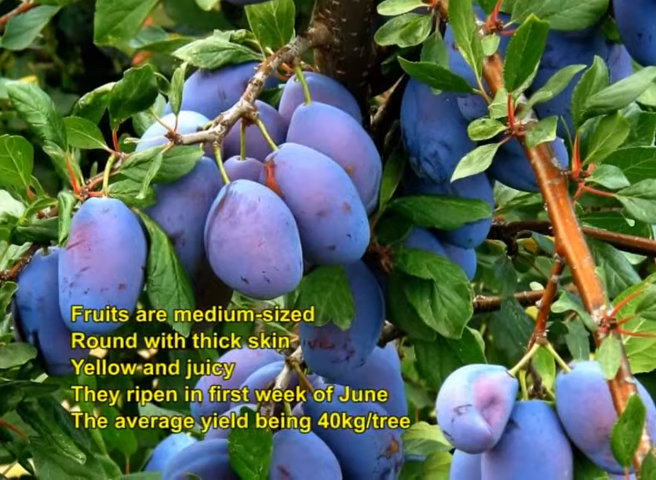 Fruits are medium-sized
Round with thick skin
Yellow and juicy
They ripen in first week of June
The average yield being 40kg/tree